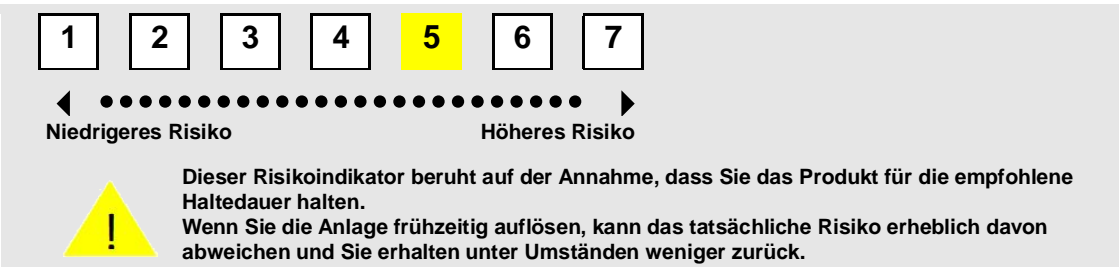 1 2 3 4 5 6 7
Niedrigeres Risiko Höheres Risiko
!
Dieser Risikoindikator beruht auf der Annahme, dass Sie das Produkt für die empfohlene
Haltedauer halten.
Wenn Sie die Anlage frühzeitig auflösen, kann das tatsächliche Risiko erheblich davon
abweichen und Sie erhalten unter Umständen weniger zurück.